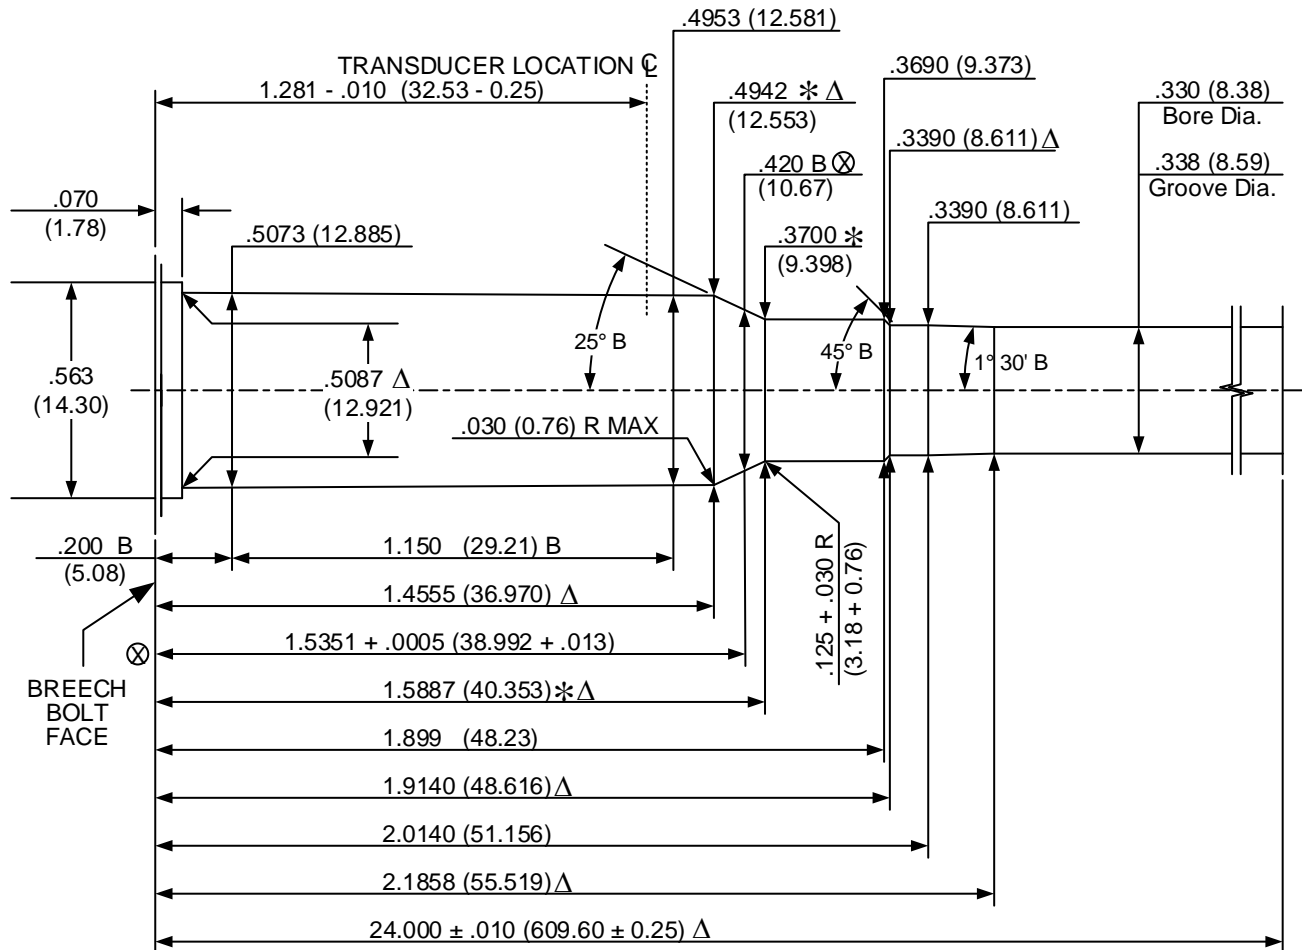 .4953 (12.581)
TRANSDUCER LOCATION ℄
1.281 - .010 (32.53 - 0.25)
.3690 (9.373)
.4942 * Δ
(12.553)
.330 (8.38)
Bore Dia.
.3390 (8.611) Δ
.420 B ⊗
(10.67)
.338 (8.59)
Groove Dia.
.070
(1.78)
.3390 (8.611)
.5073 (12.885)
.3700 *
(9.398)
25° B
45° B
1° 30' B
.563
(14.30)
.5087 Δ
(12.921)
.030 (0.76) R MAX
.200 B
(5.08)
1.150 (29.21) B
.125 + .030 R
(3.18 + 0.76)
1.4555 (36.970) Δ
1.5351 + .0005 (38.992 + .013)
⊗
BREECH
BOLT
FACE
1.5887 (40.353) * Δ
1.899 (48.23)
1.9140 (48.616) Δ
2.0140 (51.156)
2.1858 (55.519) Δ
24.000 ± .010 (609.60 ± 0.25) Δ